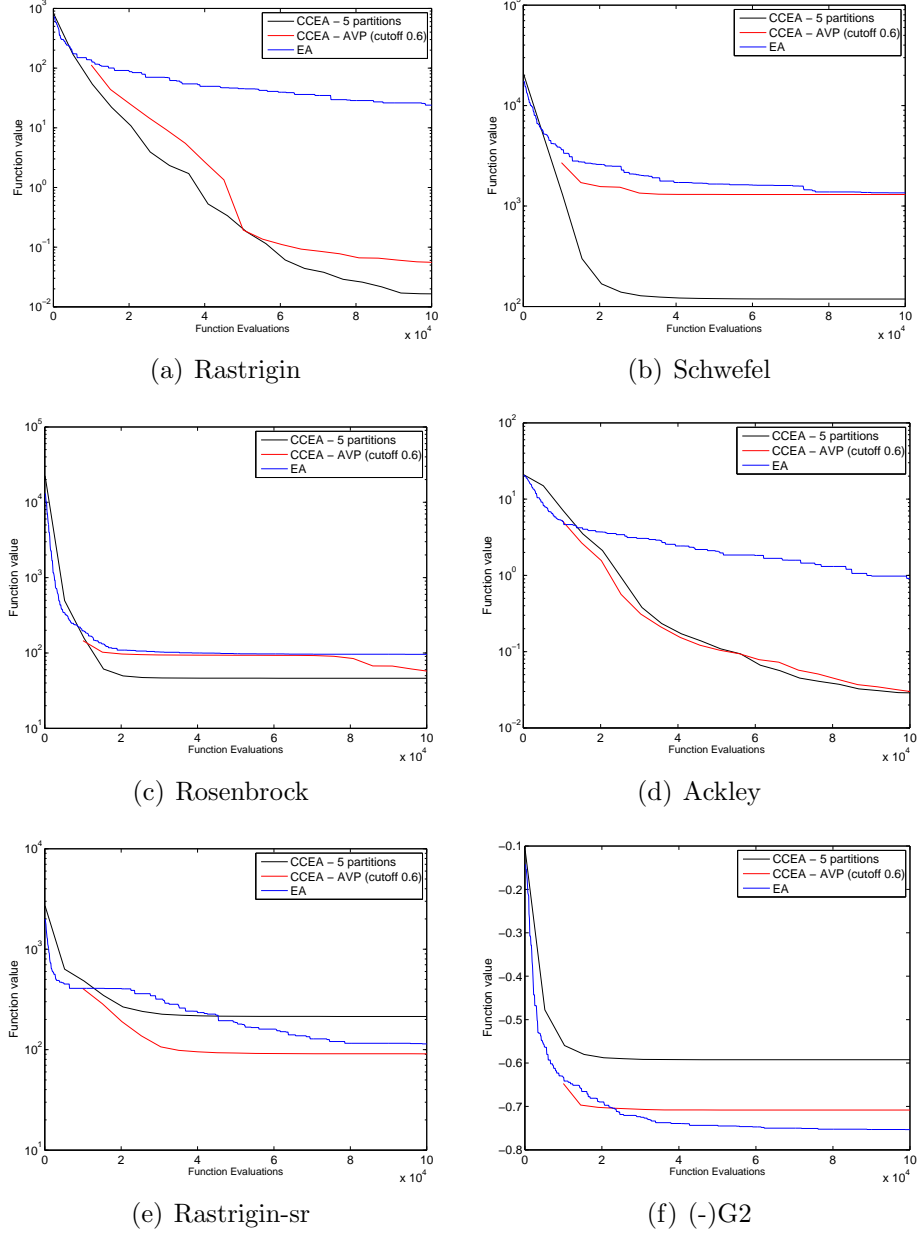 10^3
10^2
10^1
10^0
10^-1
10^-2
Function value
0 2 4 6 8 10
x 10^4
Function Evaluations
CCEA − 5 partitions
CCEA − AVP (cutoff 0.6)
EA
(a) Rastrigin
10^5
10^4
10^3
10^2
Function value
0 2 4 6 8 10
x 10^4
Function Evaluations
CCEA − 5 partitions
CCEA − AVP (cutoff 0.6)
EA
(b) Schwefel
10^5
10^4
10^3
10^2
10^1
Function value
0 2 4 6 8 10
x 10^4
Function Evaluations
CCEA − 5 partitions
CCEA − AVP (cutoff 0.6)
EA
(c) Rosenbrock
10^2
10^1
10^0
10^-1
10^-2
Function value
0 2 4 6 8 10
x 10^4
Function Evaluations
CCEA − 5 partitions
CCEA − AVP (cutoff 0.6)
EA
(d) Ackley
10^4
10^3
10^2
10^1
Function value
0 2 4 6 8 10
x 10^4
Function Evaluations
CCEA − 5 partitions
CCEA − AVP (cutoff 0.6)
EA
(e) Rastrigin-sr
−0.1
−0.2
−0.3
−0.4
−0.5
−0.6
−0.7
−0.8
Function value
0 2 4 6 8 10
x 10^4
Function Evaluations
CCEA − 5 partitions
CCEA − AVP (cutoff 0.6)
EA
(f) (-)G2